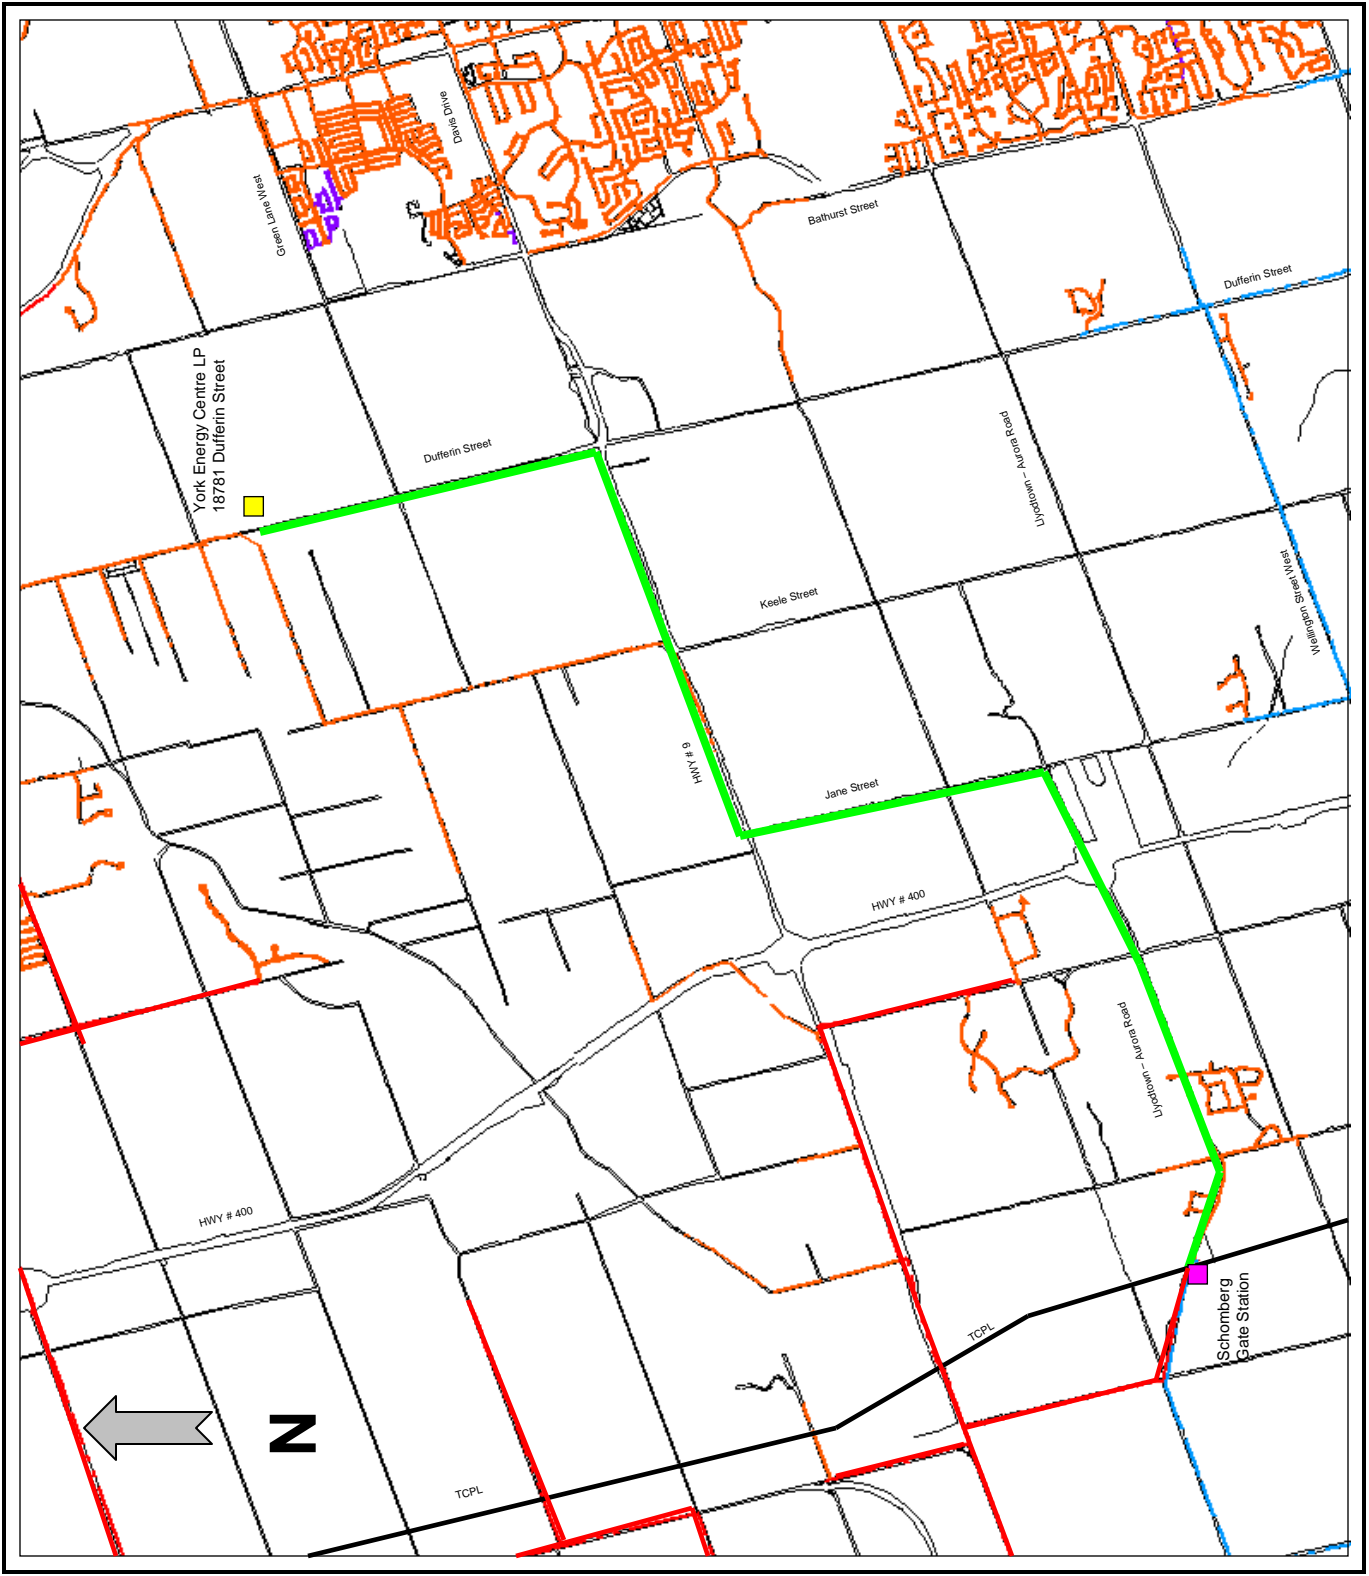 Davis Drive
Green Lane West
Bathurst Street
Dufferin Street
York Energy Centre LP
18781 Dufferin Street
Dufferin Street
Llyodtown – Aurora Road
Keele Street
Wellington Street West
HWY # 9
Jane Street
HWY # 400
Llyodtown – Aurora Road
HWY # 400
Schomberg
Gate Station
TCPL
N
TCPL